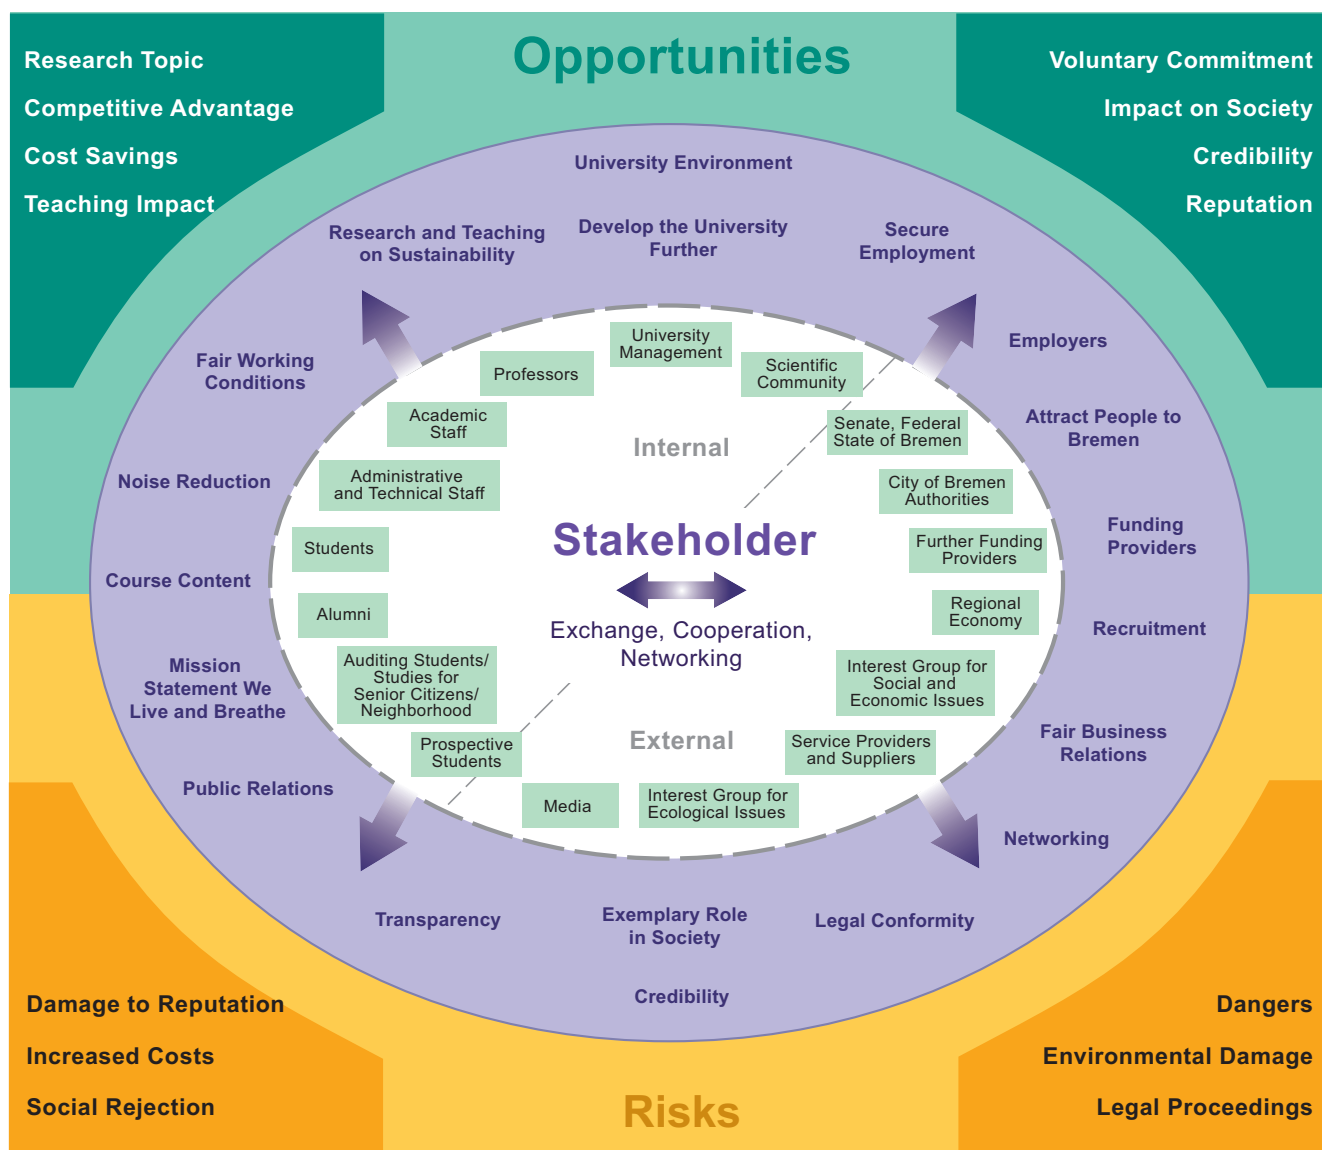 Opportunities
Research Topic
Competitive Advantage
Cost Savings
Teaching Impact
Voluntary Commitment
Impact on Society
Credibility
Reputation
University Environment
Research and Teaching
on Sustainability
Develop the University
Further
Secure
Employment
Fair Working
Conditions
Employers
Attract People to
Bremen
Noise Reduction
Funding
Providers
Course Content
Recruitment
Mission
Statement We
Live and Breathe
Fair Business
Relations
Public Relations
Networking
Transparency
Exemplary Role
in Society
Legal Conformity
Credibility
University
Management
Professors
Scientific
Community
Academic
Staff
Senate, Federal
State of Bremen
Internal
Administrative
and Technical Staff
City of Bremen
Authorities
Students
Stakeholder
Further Funding
Providers
Alumni
Exchange, Cooperation,
Networking
Regional
Economy
Auditing Students/
Studies for
Senior Citizens/
Neighborhood
Interest Group for
Social and
Economic Issues
Prospective
Students
External
Service Providers
and Suppliers
Media
Interest Group for
Ecological Issues
Damage to Reputation
Increased Costs
Social Rejection
Dangers
Environmental Damage
Legal Proceedings
Risks